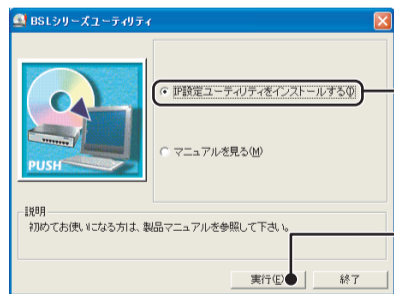 BSLシリーズユーティリティ
IP設定ユーティリティをインストールする(I)
マニュアルを見る(M)
PUSH
説明
初めてお使いになる方は、製品マニュアルを参照して下さい。
実行(E)
終了